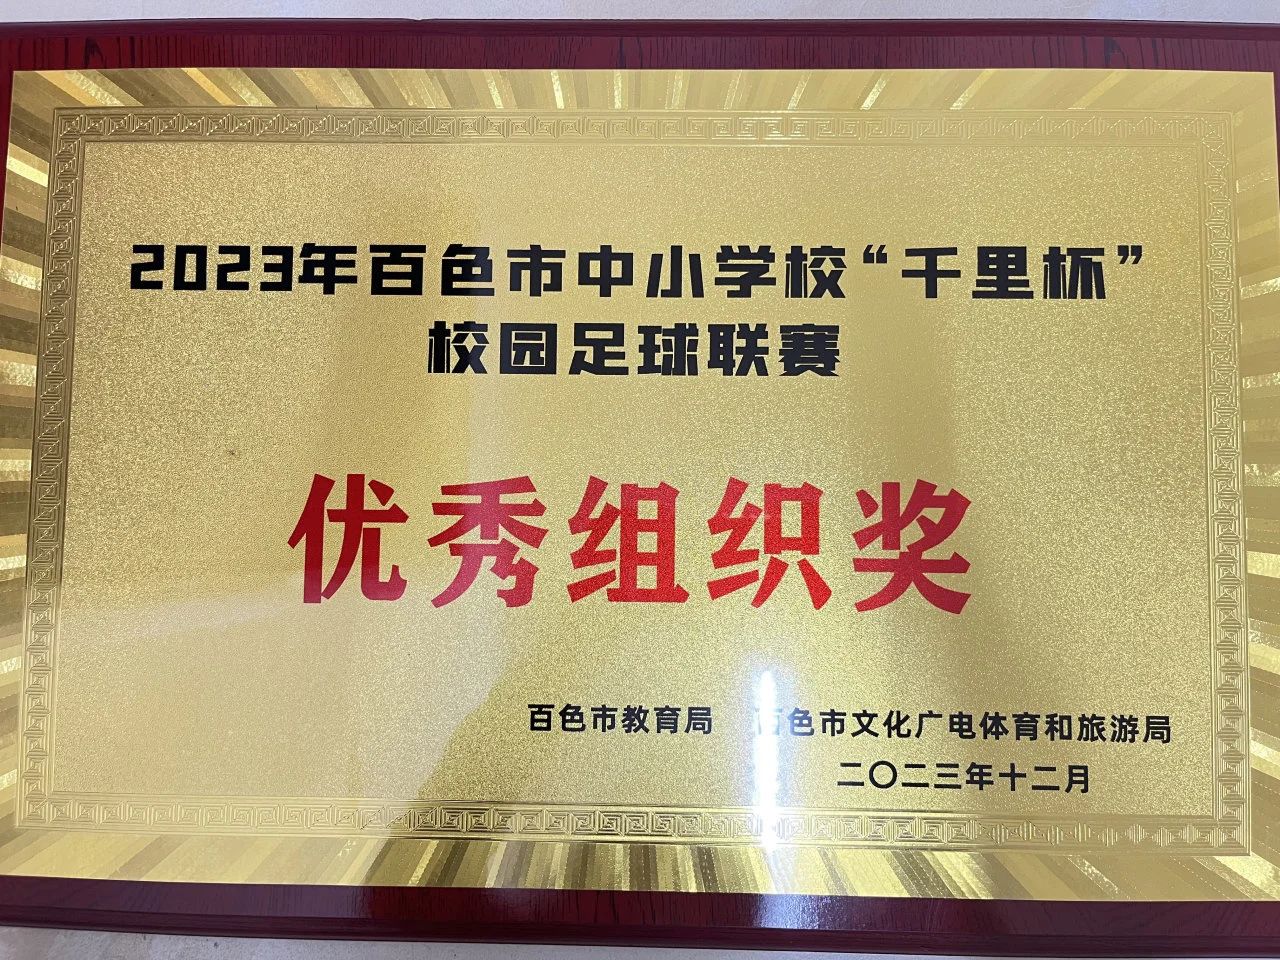 2023年百色市中小学校“千里杯”
校园足球联赛
优秀组织奖
百色市教育局 百色市文化广电体育和旅游局
二〇二三年十二月